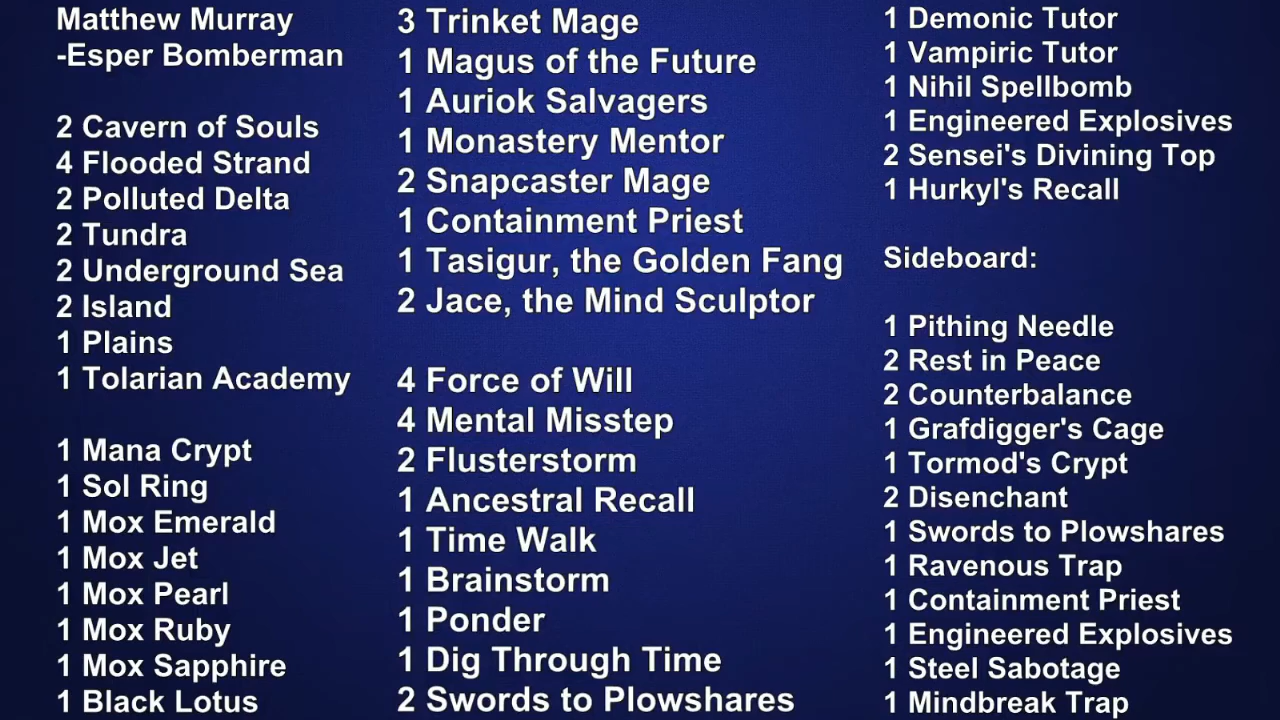 Matthew Murray
-Esper Bomberman
2 Cavern of Souls
4 Flooded Strand
2 Polluted Delta
2 Tundra
2 Underground Sea
2 Island
1 Plains
1 Tolarian Academy
1 Mana Crypt
1 Sol Ring
1 Mox Emerald
1 Mox Jet
1 Mox Pearl
1 Mox Ruby
1 Mox Sapphire
1 Black Lotus
3 Trinket Mage
1 Magus of the Future
1 Auriok Salvagers
1 Monastery Mentor
2 Snapcaster Mage
1 Containment Priest
1 Tasigur, the Golden Fang
2 Jace, the Mind Sculptor
4 Force of Will
4 Mental Misstep
2 Flusterstorm
1 Ancestral Recall
1 Time Walk
1 Brainstorm
1 Ponder
1 Dig Through Time
2 Swords to Plowshares
1 Demonic Tutor
1 Vampiric Tutor
1 Nihil Spellbomb
1 Engineered Explosives
2 Sensei's Divining Top
1 Hurkyl's Recall
Sideboard:
1 Pithing Needle
2 Rest in Peace
2 Counterbalance
1 Grafdigger's Cage
1 Tormod's Crypt
2 Disenchant
1 Swords to Plowshares
1 Ravenous Trap
1 Containment Priest
1 Engineered Explosives
1 Steel Sabotage
1 Mindbreak Trap